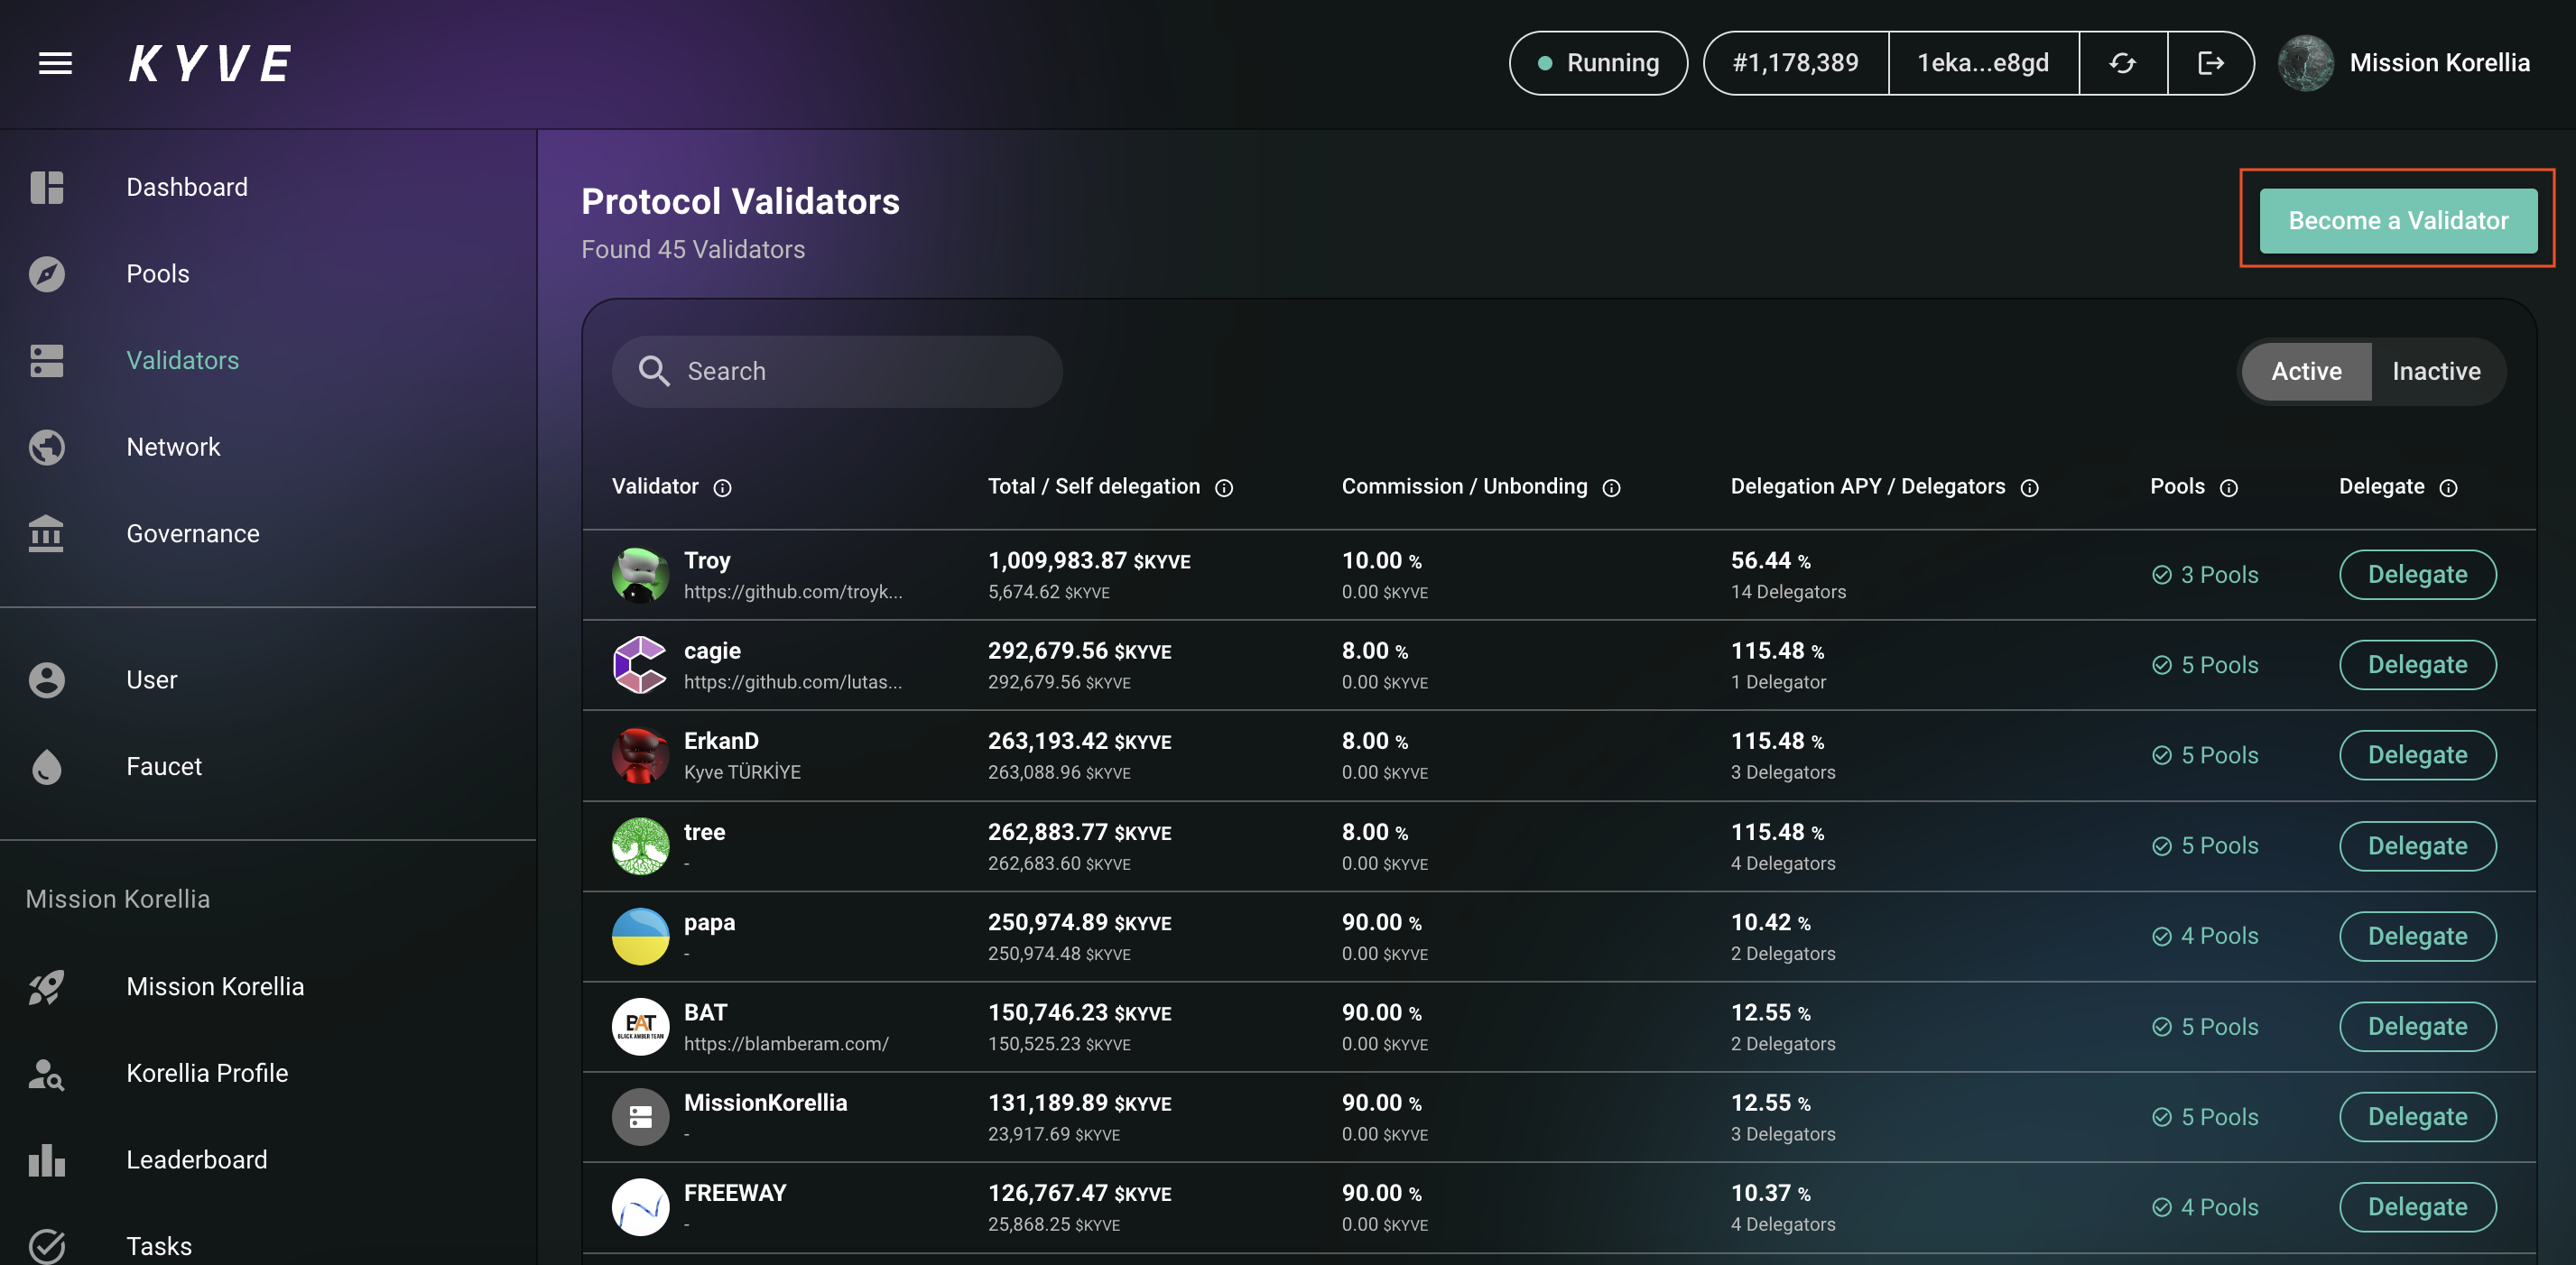 KYVE
Running
#1,178,389
1eka...e8gd
Mission Korellia
Dashboard
Pools
Validators
Network
Governance
User
Faucet
Mission Korellia
Mission Korellia
Korellia Profile
Leaderboard
Tasks
Protocol Validators
Found 45 Validators
Become a Validator
Search
Active Inactive
Validator Total / Self delegation Commission / Unbonding Delegation APY / Delegators Pools Delegate
Troy 1,009,983.87 $KYVE 10.00 % 56.44 % 3 Pools Delegate
https://github.com/troyk... 5,674.62 $KYVE 0.00 $KYVE 14 Delegators
cagie 292,679.56 $KYVE 8.00 % 115.48 % 5 Pools Delegate
https://github.com/lutas... 292,679.56 $KYVE 0.00 $KYVE 1 Delegator
ErkanD 263,193.42 $KYVE 8.00 % 115.48 % 5 Pools Delegate
Kyve TÜRKİYE 263,088.96 $KYVE 0.00 $KYVE 3 Delegators
tree 262,883.77 $KYVE 8.00 % 115.48 % 5 Pools Delegate
- 262,683.60 $KYVE 0.00 $KYVE 4 Delegators
papa 250,974.89 $KYVE 90.00 % 10.42 % 4 Pools Delegate
- 250,974.48 $KYVE 0.00 $KYVE 2 Delegators
BAT
BLACK AMBER TEAM
BAT 150,746.23 $KYVE 90.00 % 12.55 % 5 Pools Delegate
https://blamberam.com/ 150,525.23 $KYVE 0.00 $KYVE 2 Delegators
MissionKorellia 131,189.89 $KYVE 90.00 % 12.55 % 5 Pools Delegate
- 23,917.69 $KYVE 0.00 $KYVE 3 Delegators
FREEWAY 126,767.47 $KYVE 90.00 % 10.37 % 4 Pools Delegate
- 25,868.25 $KYVE 0.00 $KYVE 4 Delegators